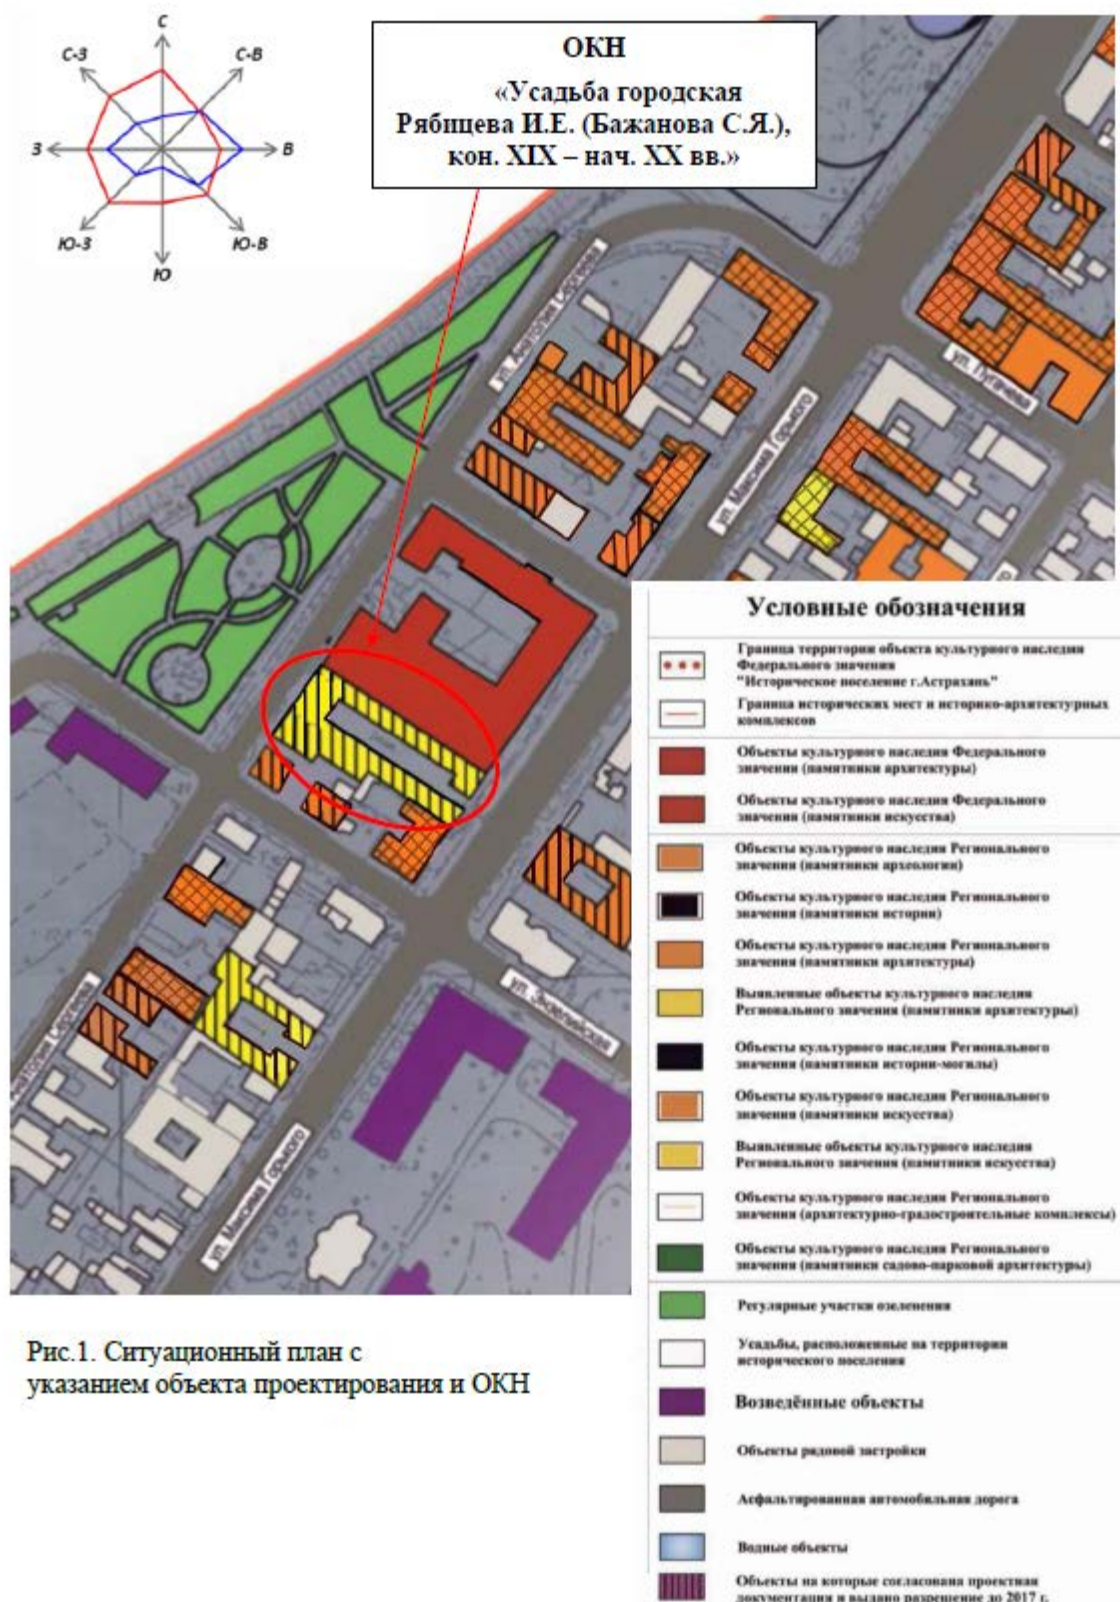 С
С-З
С-В
З
В
Ю-З
Ю-В
Ю
ОКН
«Усадьба городская
Рябицева И.Е. (Бажанова С.Я.),
кон. XIX – нач. XX вв.»
ул. Анатолия Сергеева
ул. Максима Горького
ул. Пугачева
ул. Эспланадная
Анатолия Сергеева
ул. Максима Горького
Условные обозначения
Граница территории объекта культурного наследия
Федерального значения
"Историческое поселение г.Астрахань"
Граница исторических мест и историко-архитектурных
комплексов
Объекты культурного наследия Федерального
значения (памятники архитектуры)
Объекты культурного наследия Федерального
значения (памятники искусства)
Объекты культурного наследия Регионального
значения (памятники археологии)
Объекты культурного наследия Регионального
значения (памятники истории)
Объекты культурного наследия Регионального
значения (памятники архитектуры)
Выявленные объекты культурного наследия
Регионального значения (памятники архитектуры)
Объекты культурного наследия Регионального
значения (памятники истории-могилы)
Объекты культурного наследия Регионального
значения (памятники искусства)
Выявленные объекты культурного наследия
Регионального значения (памятники искусства)
Объекты культурного наследия Регионального
значения (архитектурно-градостроительные комплексы)
Объекты культурного наследия Регионального
значения (памятники садово-парковой архитектуры)
Регулярные участки озеленения
Усадьбы, расположенные на территории
исторического поселения
Возведённые объекты
Объекты рядовой застройки
Асфальтированная автомобильная дорога
Водные объекты
Объекты на которые согласована проектная
документация и выдано разрешение до 2017 г.
Рис.1. Ситуационный план с
указанием объекта проектирования и ОКН